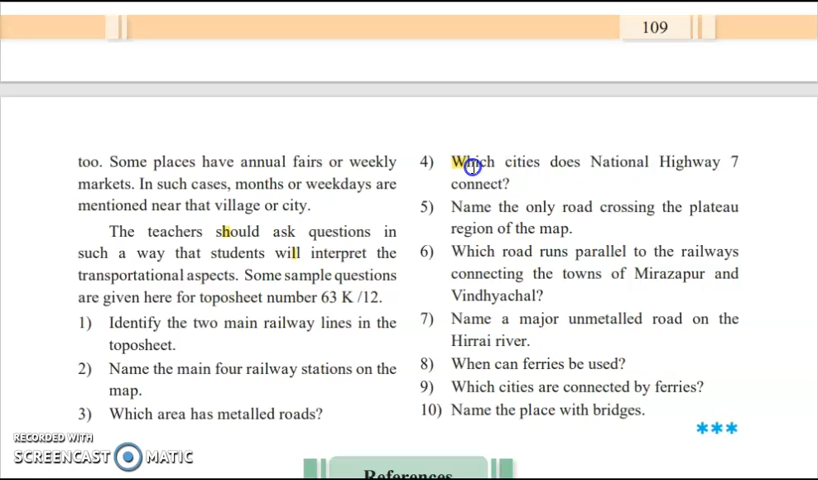 109
too. Some places have annual fairs or weekly
markets. In such cases, months or weekdays are
mentioned near that village or city.
The teachers should ask questions in
such a way that students will interpret the
transportational aspects. Some sample questions
are given here for toposheet number 63 K /12.
1) Identify the two main railway lines in the
toposheet.
2) Name the main four railway stations on the
map.
3) Which area has metalled roads?
4) Which cities does National Highway 7
connect?
5) Name the only road crossing the plateau
region of the map.
6) Which road runs parallel to the railways
connecting the towns of Mirazapur and
Vindhyachal?
7) Name a major unmetalled road on the
Hirrai river.
8) When can ferries be used?
9) Which cities are connected by ferries?
10) Name the place with bridges.
***
References
RECORDED WITH
SCREENCAST MATIC